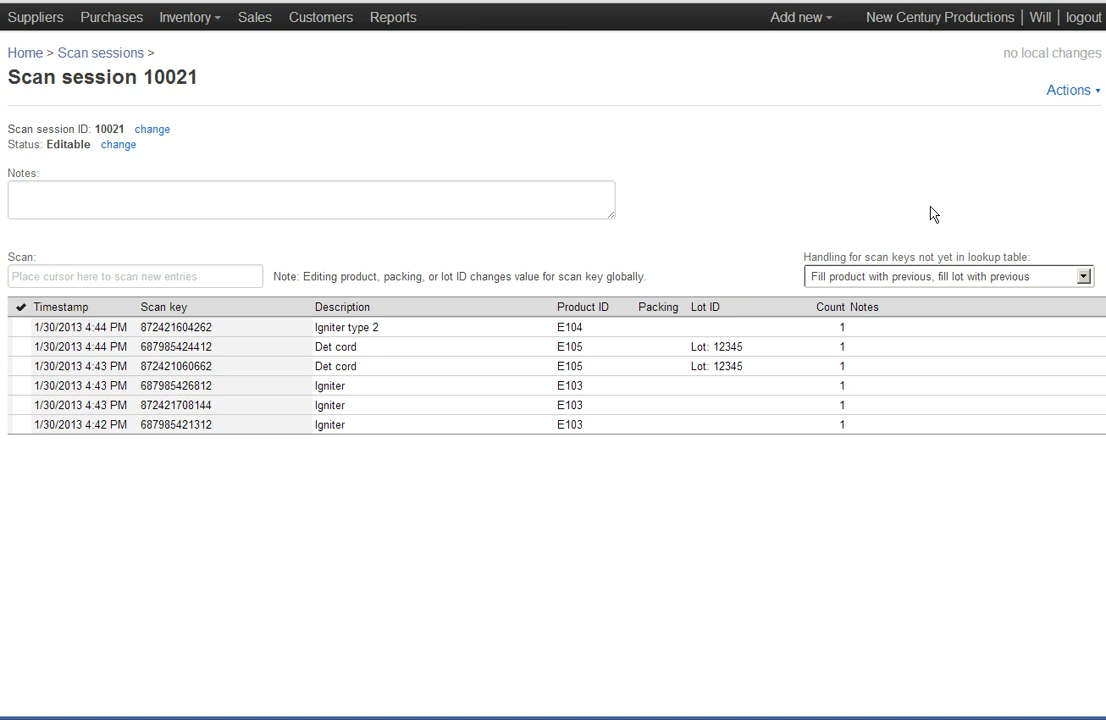 Suppliers Purchases Inventory Sales Customers Reports Add new New Century Productions | Will | logout
Home > Scan sessions > no local changes
Scan session 10021
Actions
Scan session ID: 10021 change
Status: Editable change
Notes:
Scan: Handling for scan keys not yet in lookup table:
Place cursor here to scan new entries Note: Editing product, packing, or lot ID changes value for scan key globally. Fill product with previous, fill lot with previous
✔ Timestamp Scan key Description Product ID Packing Lot ID Count Notes
1/30/2013 4:44 PM 872421604262 Igniter type 2 E104 1
1/30/2013 4:44 PM 687985424412 Det cord E105 Lot: 12345 1
1/30/2013 4:43 PM 872421060662 Det cord E105 Lot: 12345 1
1/30/2013 4:43 PM 687985426812 Igniter E103 1
1/30/2013 4:43 PM 872421708144 Igniter E103 1
1/30/2013 4:42 PM 687985421312 Igniter E103 1